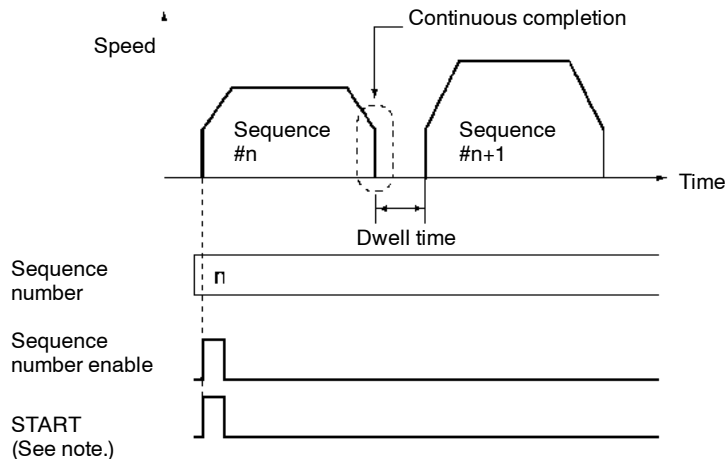 Continuous completion
Speed
Sequence
#n
Sequence
#n+1
Time
Dwell time
Sequence
number
n
Sequence
number enable
START
(See note.)